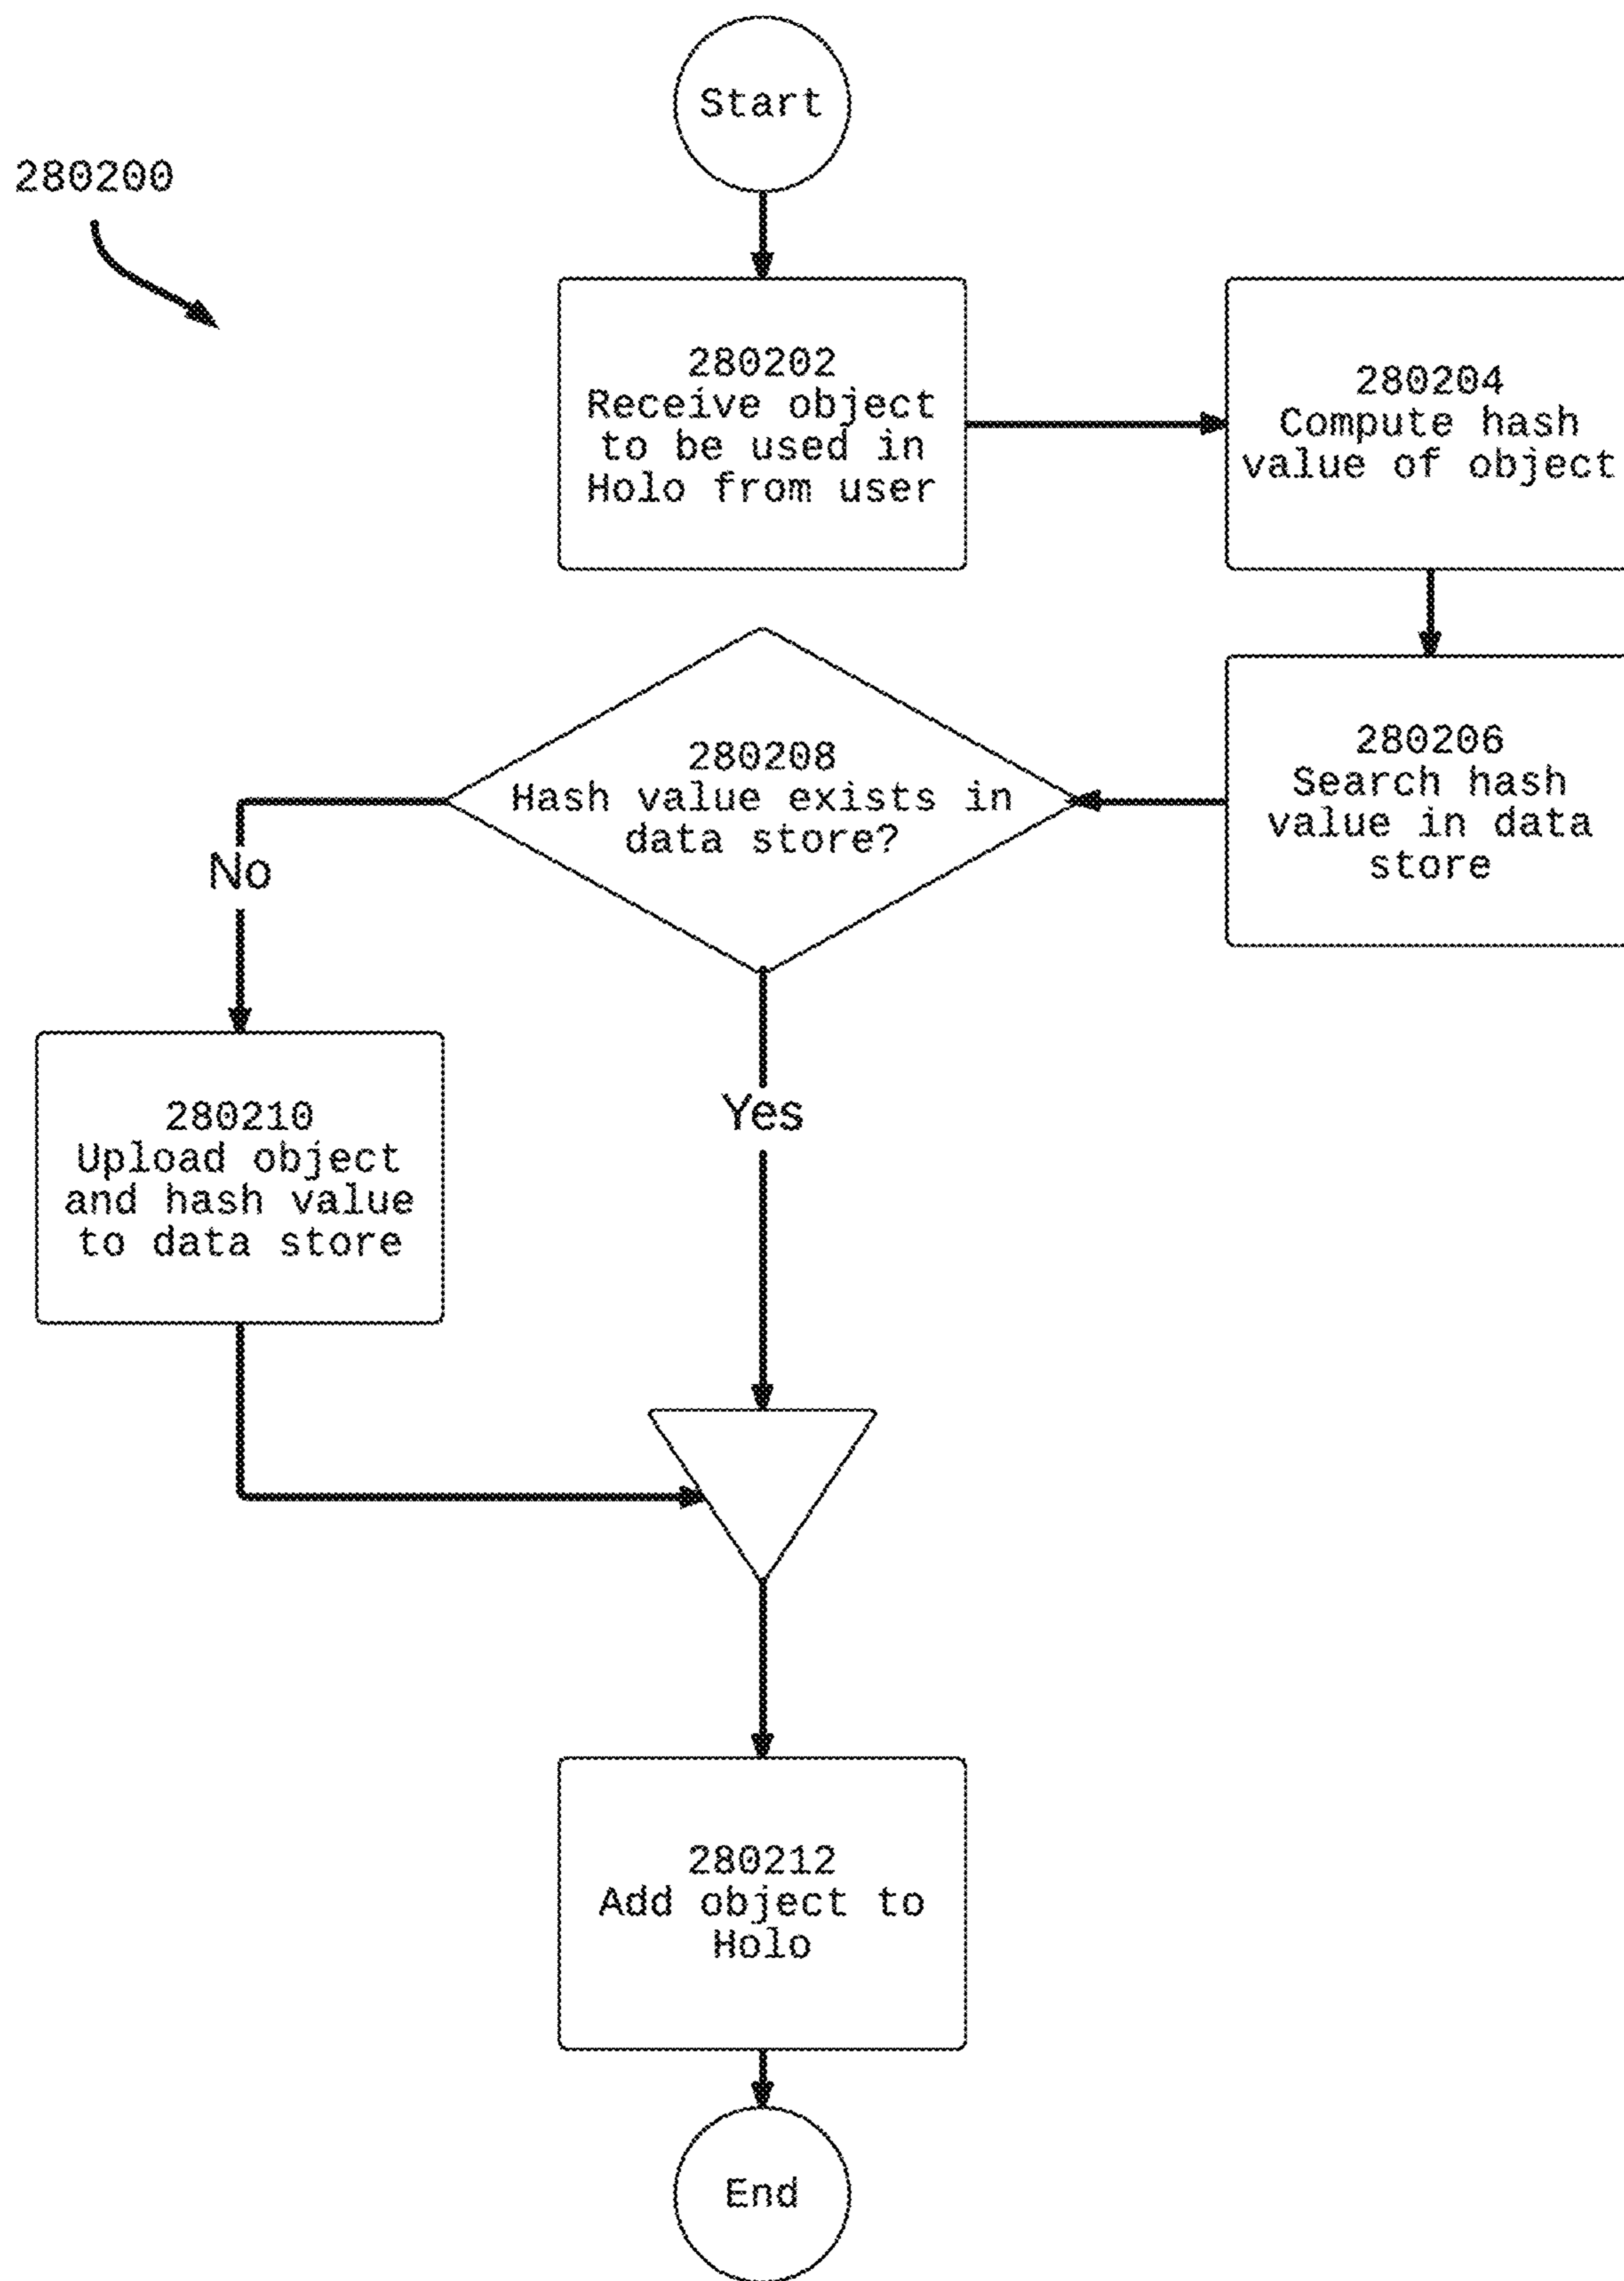 Start
280200
280202
Receive object
to be used in
Holo from user
280204
Compute hash
value of object
280206
Search hash
value in data
store
280208
Hash value exists in
data store?
No
Yes
280210
Upload object
and hash value
to data store
280212
Add object to
Holo
End